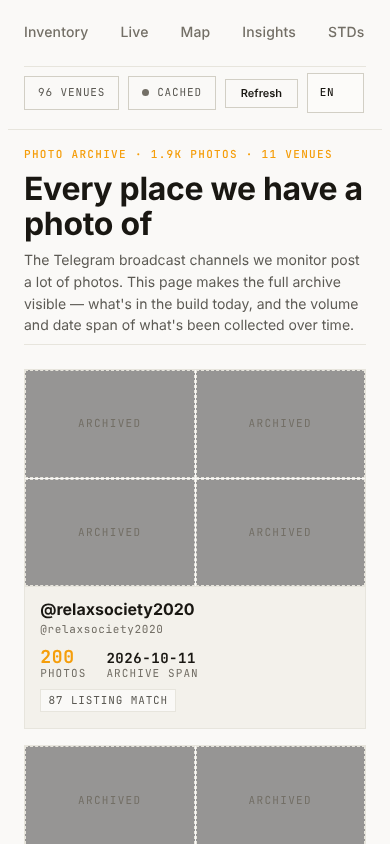 Inventory Live Map Insights STDs
96 VENUES CACHED Refresh EN
PHOTO ARCHIVE · 1.9K PHOTOS · 11 VENUES
Every place we have a
photo of
The Telegram broadcast channels we monitor post
a lot of photos. This page makes the full archive
visible — what's in the build today, and the volume
and date span of what's been collected over time.
ARCHIVED ARCHIVED
ARCHIVED ARCHIVED
@relaxsociety2020
@relaxsociety2020
200 2026-10-11
PHOTOS ARCHIVE SPAN
87 LISTING MATCH
ARCHIVED ARCHIVED